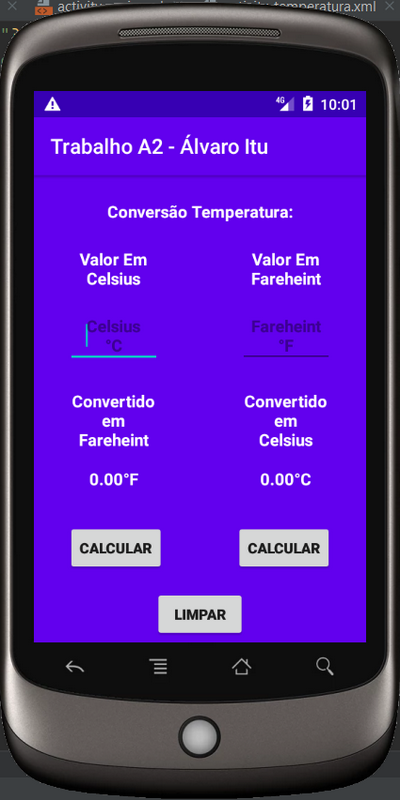 temperatura.xml
4G 10:01
Trabalho A2 - Álvaro Itu
Conversão Temperatura:
Valor Em
Celsius
Valor Em
Fareheint
Celsius
°C
Fareheint
°F
Convertido
em
Fareheint
Convertido
em
Celsius
0.00°F
0.00°C
CALCULAR
CALCULAR
LIMPAR